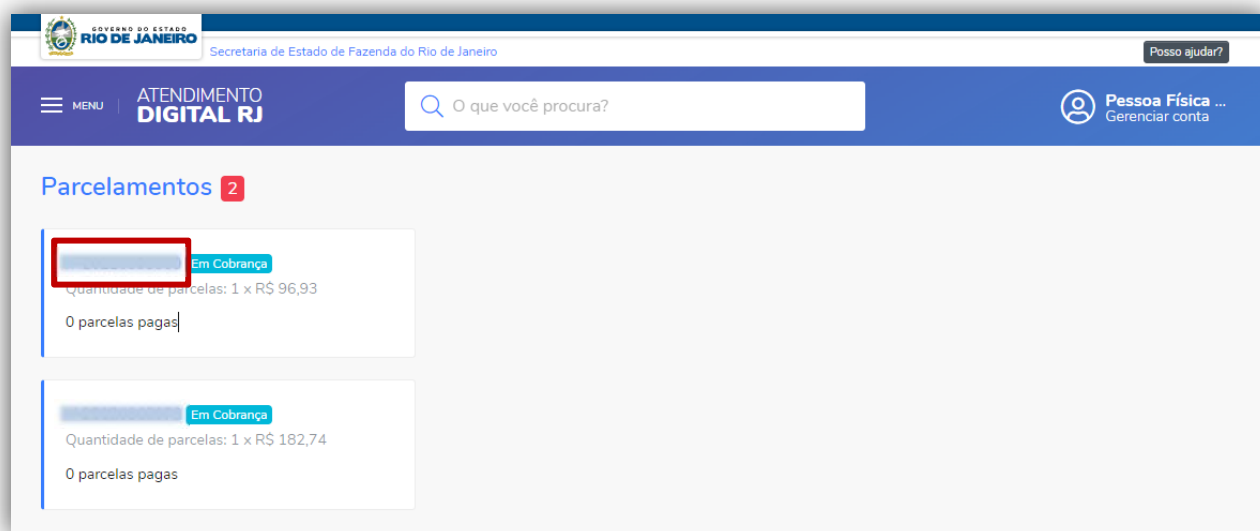 GOVERNO DO ESTADO
RIO DE JANEIRO
Secretaria de Estado de Fazenda do Rio de Janeiro
Posso ajudar?
MENU
ATENDIMENTO
DIGITAL RJ
O que você procura?
Pessoa Física ...
Gerenciar conta
Parcelamentos 2
Em Cobrança
Quantidade de parcelas: 1 x R$ 96,93
0 parcelas pagas
Em Cobrança
Quantidade de parcelas: 1 x R$ 182,74
0 parcelas pagas